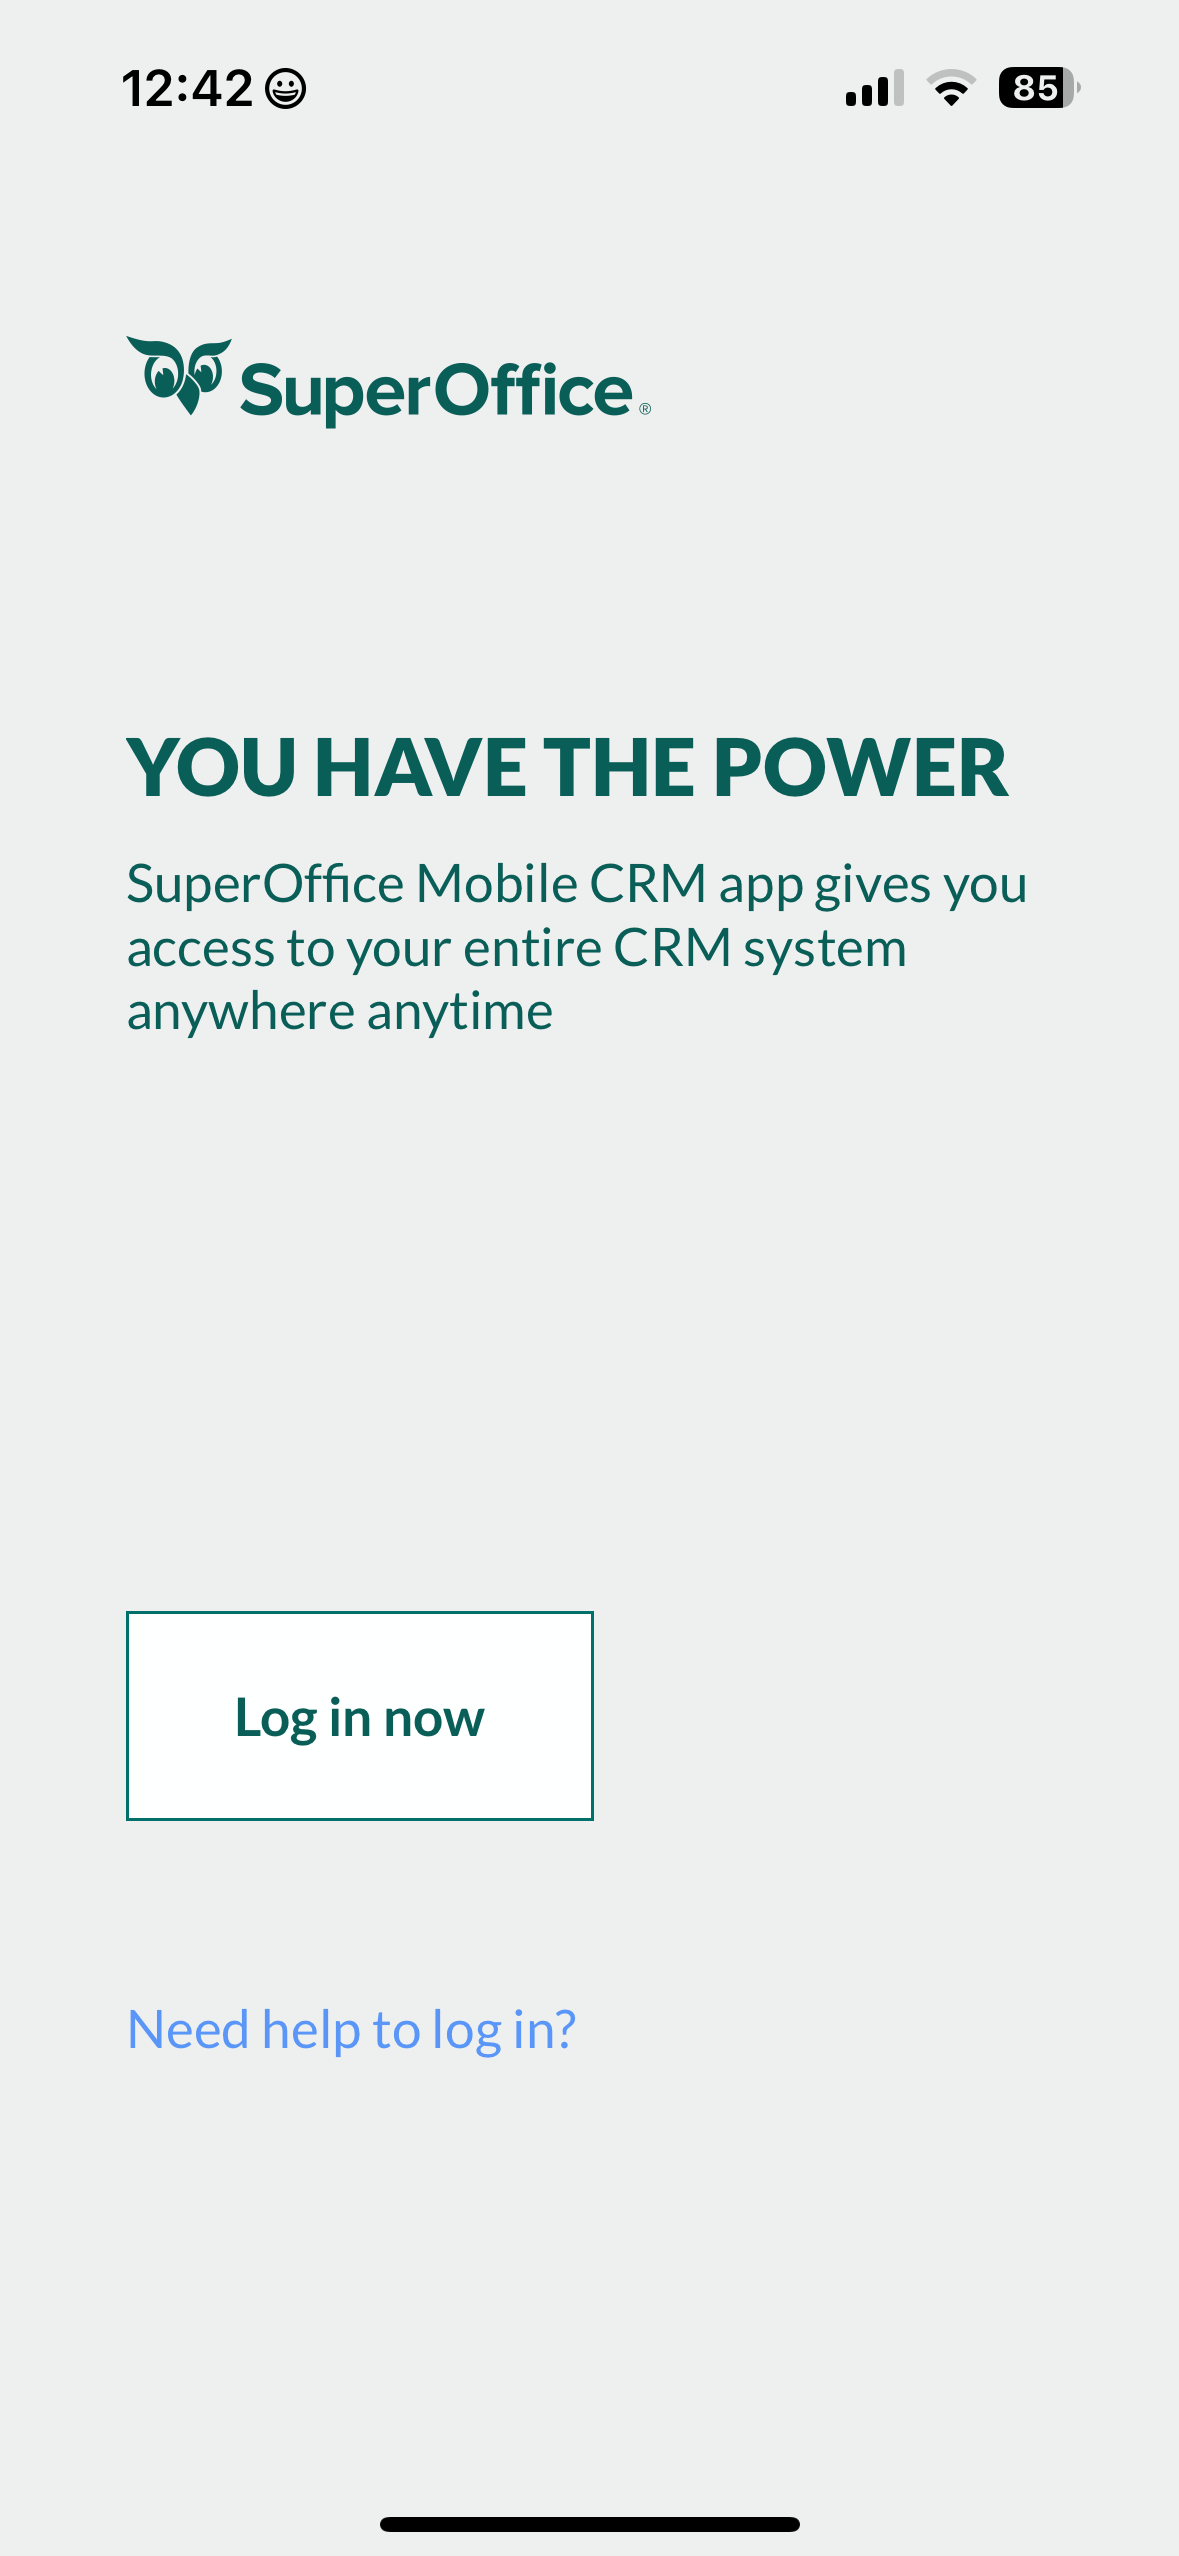 12:42
85
SuperOffice®
YOU HAVE THE POWER
SuperOffice Mobile CRM app gives you
access to your entire CRM system
anywhere anytime
Log in now
Need help to log in?